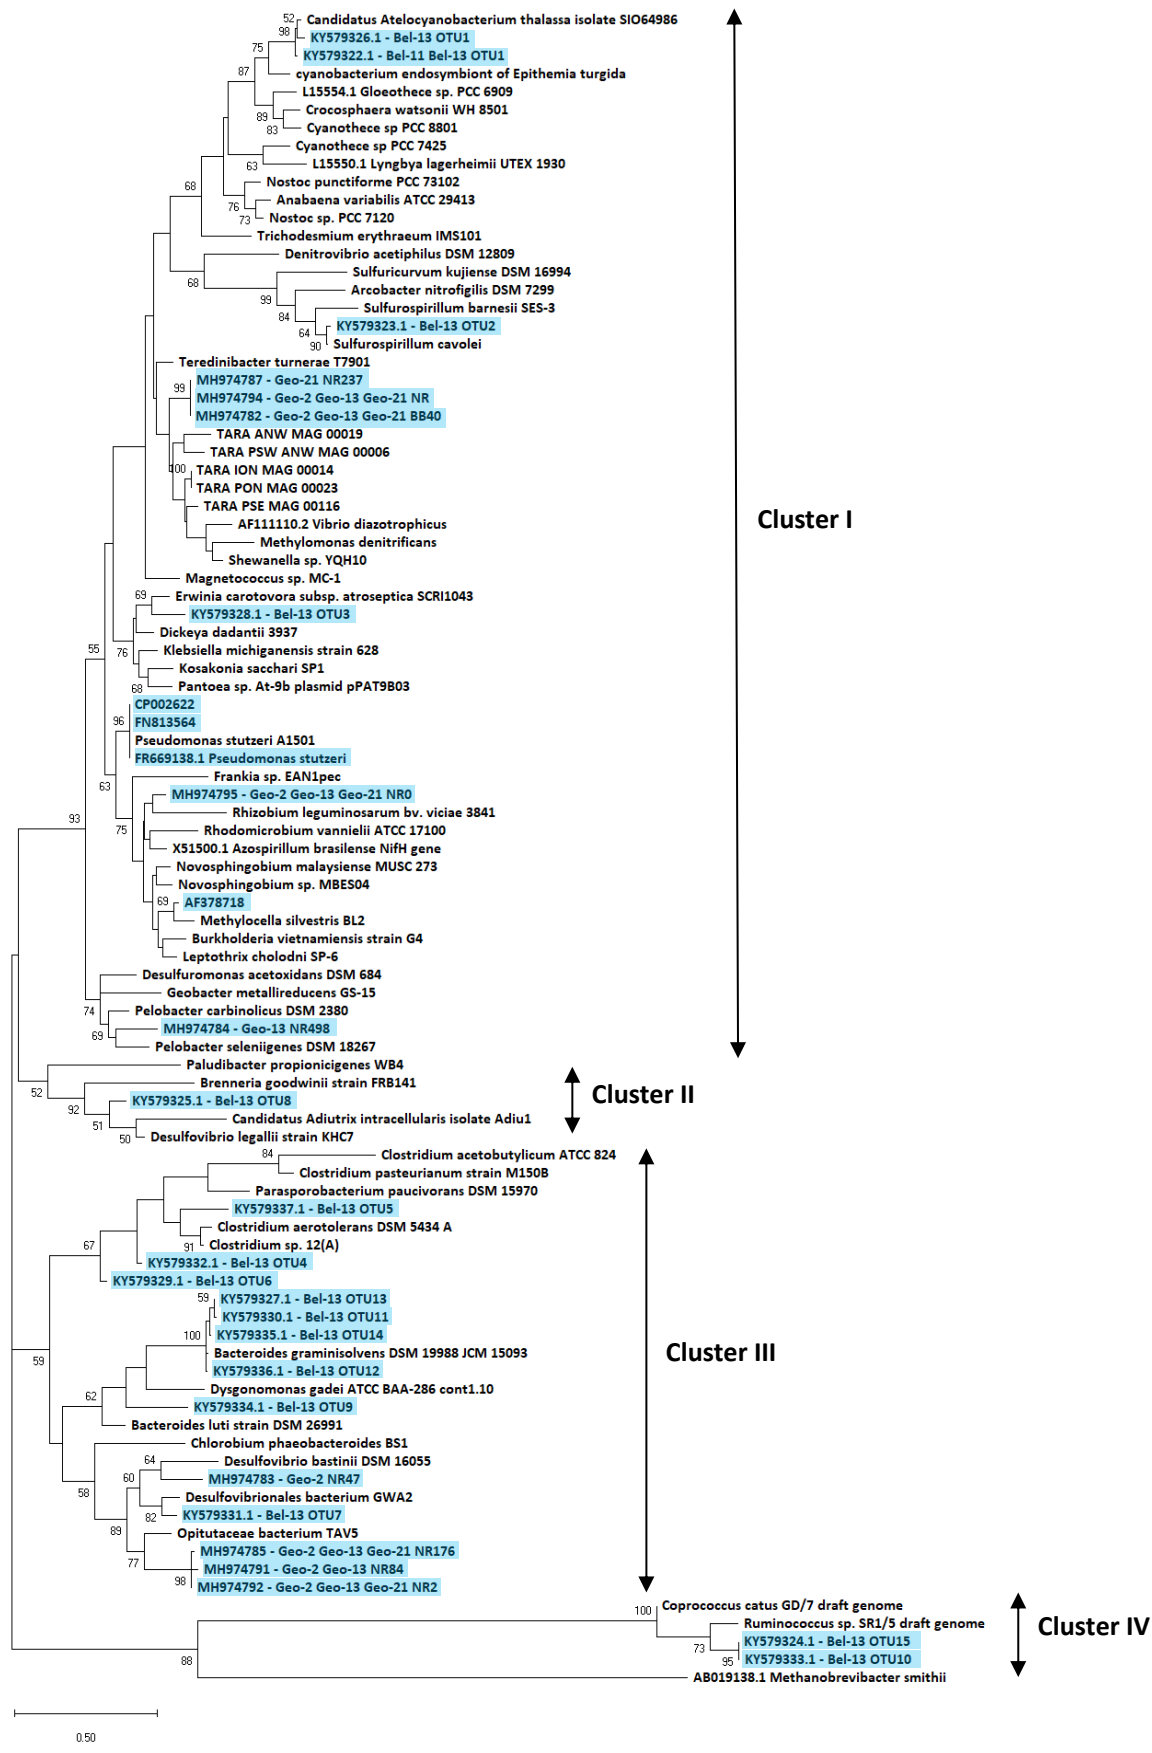 52
Candidatus Atelocyanobacterium thalassa isolate SIO64986
98
KY579326.1 - Bel-13 OTU1
75
KY579322.1 - Bel-11 Bel-13 OTU1
87
cyanobacterium endosymbiont of Epithemia turgida
L15554.1 Gloeothece sp. PCC 6909
89
Crocosphaera watsonii WH 8501
83
Cyanothece sp PCC 8801
Cyanothece sp PCC 7425
63
L15550.1 Lyngbya lagerheimii UTEX 1930
68
Nostoc punctiforme PCC 73102
76
Anabaena variabilis ATCC 29413
73
Nostoc sp. PCC 7120
Trichodesmium erythraeum IMS101
Denitrovibrio acetiphilus DSM 12809
68
Sulfuricurvum kujiense DSM 16994
99
Arcobacter nitrofigilis DSM 7299
84
Sulfurospirillum barnesii SES-3
64
KY579323.1 - Bel-13 OTU2
90
Sulfurospirillum cavolei
Teredinibacter turnerae T7901
99
MH974787 - Geo-21 NR237
MH974794 - Geo-2 Geo-13 Geo-21 NR
MH974782 - Geo-2 Geo-13 Geo-21 BB40
TARA ANW MAG 00019
TARA PSW ANW MAG 00006
100
TARA ION MAG 00014
TARA PON MAG 00023
TARA PSE MAG 00116
Cluster I
AF111110.2 Vibrio diazotrophicus
Methylomonas denitrificans
Shewanella sp. YQH10
Magnetococcus sp. MC-1
69
Erwinia carotovora subsp. atroseptica SCRI1043
KY579328.1 - Bel-13 OTU3
Dickeya dadantii 3937
55
76
Klebsiella michiganensis strain 628
Kosakonia sacchari SP1
68
Pantoea sp. At-9b plasmid pPAT9B03
CP002622
96
FN813564
Pseudomonas stutzeri A1501
FR669138.1 Pseudomonas stutzeri
63
Frankia sp. EAN1pec
MH974795 - Geo-2 Geo-13 Geo-21 NR0
93
Rhizobium leguminosarum bv. viciae 3841
75
Rhodomicrobium vannielii ATCC 17100
X51500.1 Azospirillum brasilense NifH gene
Novosphingobium malaysiense MUSC 273
Novosphingobium sp. MBES04
69
AF378718
Methylocella silvestris BL2
Burkholderia vietnamiensis strain G4
Leptothrix cholodni SP-6
Desulfuromonas acetoxidans DSM 684
Geobacter metallireducens GS-15
74
Pelobacter carbinolicus DSM 2380
69
MH974784 - Geo-13 NR498
Pelobacter seleniigenes DSM 18267
Paludibacter propionicigenes WB4
52
Brenneria goodwinii strain FRB141
Cluster II
92
KY579325.1 - Bel-13 OTU8
51
Candidatus Adiutrix intracellularis isolate Adiu1
50
Desulfovibrio legallii strain KHC7
84
Clostridium acetobutylicum ATCC 824
Clostridium pasteurianum strain M150B
Parasporobacterium paucivorans DSM 15970
KY579337.1 - Bel-13 OTU5
Clostridium aerotolerans DSM 5434 A
67
91
Clostridium sp. 12(A)
KY579332.1 - Bel-13 OTU4
KY579329.1 - Bel-13 OTU6
59
KY579327.1 - Bel-13 OTU13
KY579330.1 - Bel-13 OTU11
100
KY579335.1 - Bel-13 OTU14
59
Bacteroides graminisolvens DSM 19988 JCM 15093
Cluster III
KY579336.1 - Bel-13 OTU12
62
Dysgonomonas gadei ATCC BAA-286 cont1.10
KY579334.1 - Bel-13 OTU9
Bacteroides luti strain DSM 26991
Chlorobium phaeobacteroides BS1
64
Desulfovibrio bastinii DSM 16055
60
MH974783 - Geo-2 NR47
58
Desulfovibrionales bacterium GWA2
82
KY579331.1 - Bel-13 OTU7
89
Opitutaceae bacterium TAV5
77
MH974785 - Geo-2 Geo-13 Geo-21 NR176
MH974791 - Geo-2 Geo-13 NR84
98
MH974792 - Geo-2 Geo-13 Geo-21 NR2
100
Coprococcus catus GD/7 draft genome
Ruminococcus sp. SR1/5 draft genome
Cluster IV
73
KY579324.1 - Bel-13 OTU15
88
95
KY579333.1 - Bel-13 OTU10
AB019138.1 Methanobrevibacter smithii
0.50